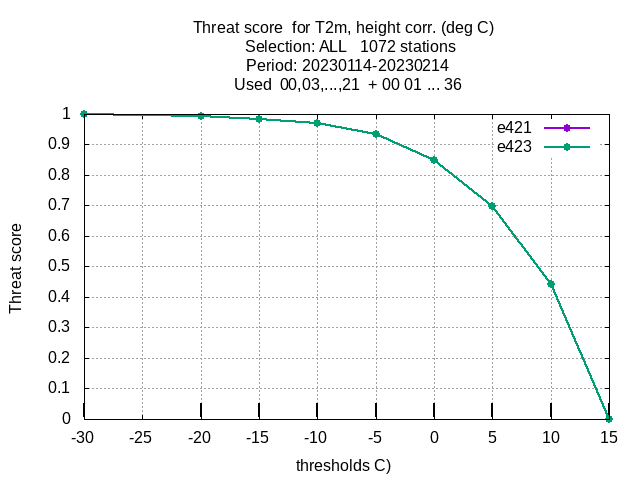 Threat score  for T2m, height corr. (deg C)
Selection: ALL   1072 stations
Period: 20230114-20230214
Used  00,03,...,21  + 00 01 ... 36
e421
e423
Threat score
1
0.9
0.8
0.7
0.6
0.5
0.4
0.3
0.2
0.1
0
-30 -25 -20 -15 -10 -5 0 5 10 15
thresholds C)